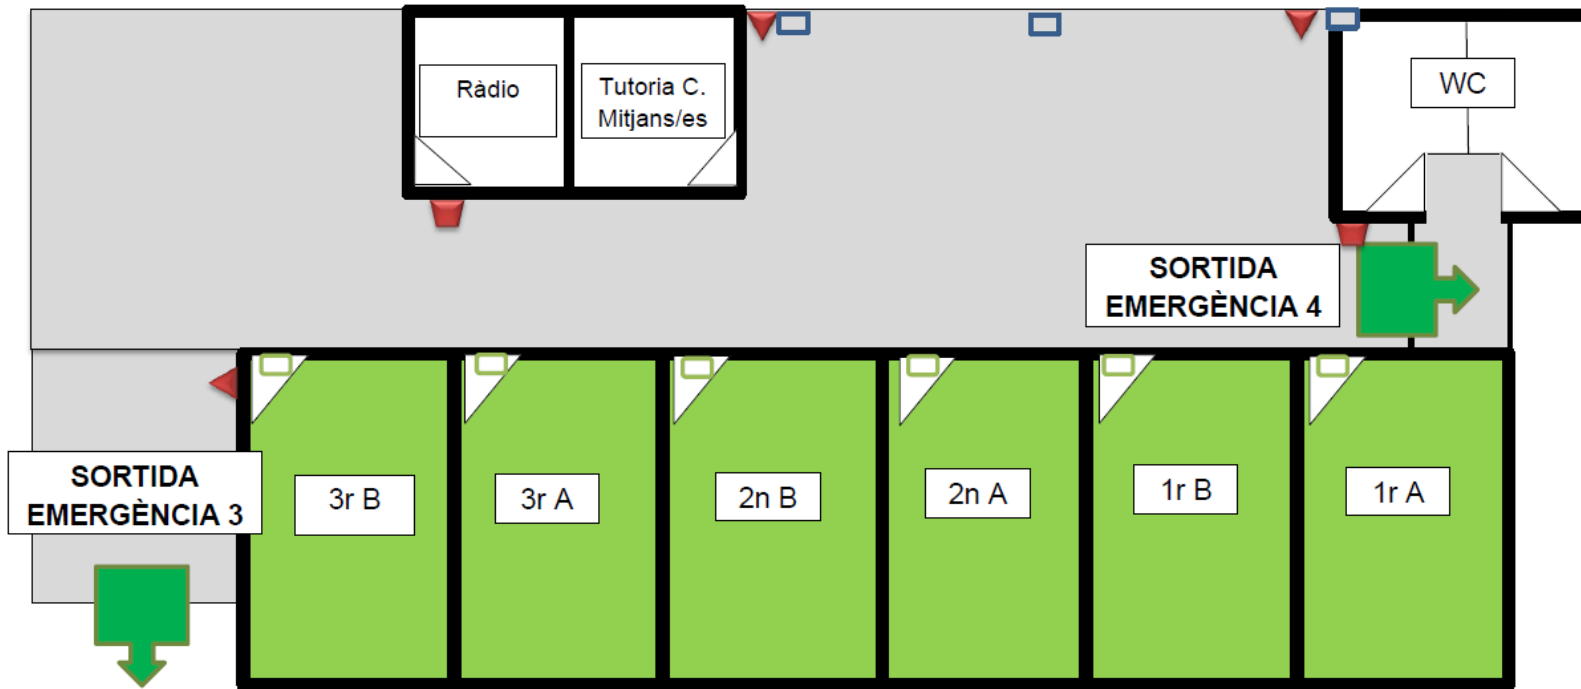 Ràdio
Tutoria C.
Mitjans/es
WC
SORTIDA
EMERGÈNCIA 4
SORTIDA
EMERGÈNCIA 3
3r B
3r A
2n B
2n A
1r B
1r A